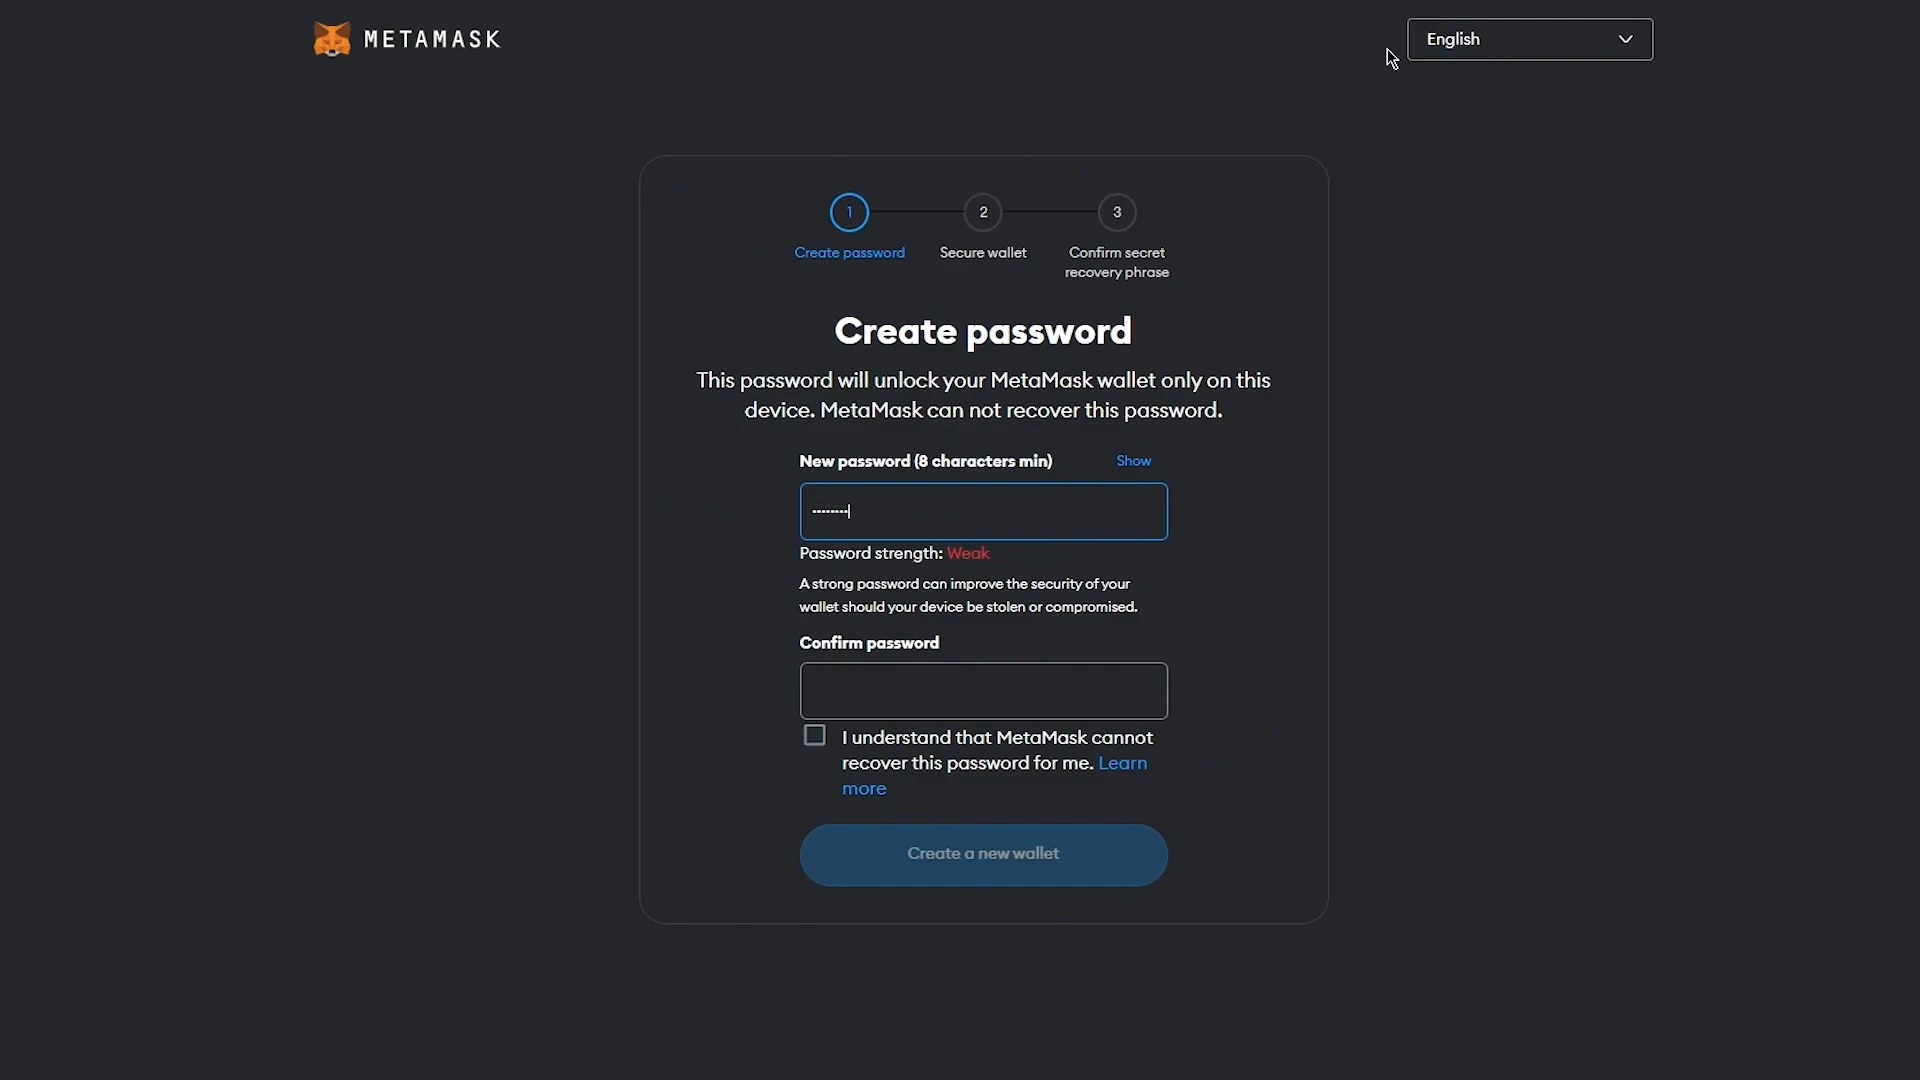 METAMASK
English
1
2
3
Create password
Secure wallet
Confirm secret
recovery phrase
Create password
This password will unlock your MetaMask wallet only on this
device. MetaMask can not recover this password.
New password (8 characters min)
Show
Password strength: Weak
A strong password can improve the security of your
wallet should your device be stolen or compromised.
Confirm password
I understand that MetaMask cannot
recover this password for me. Learn
more
Create a new wallet